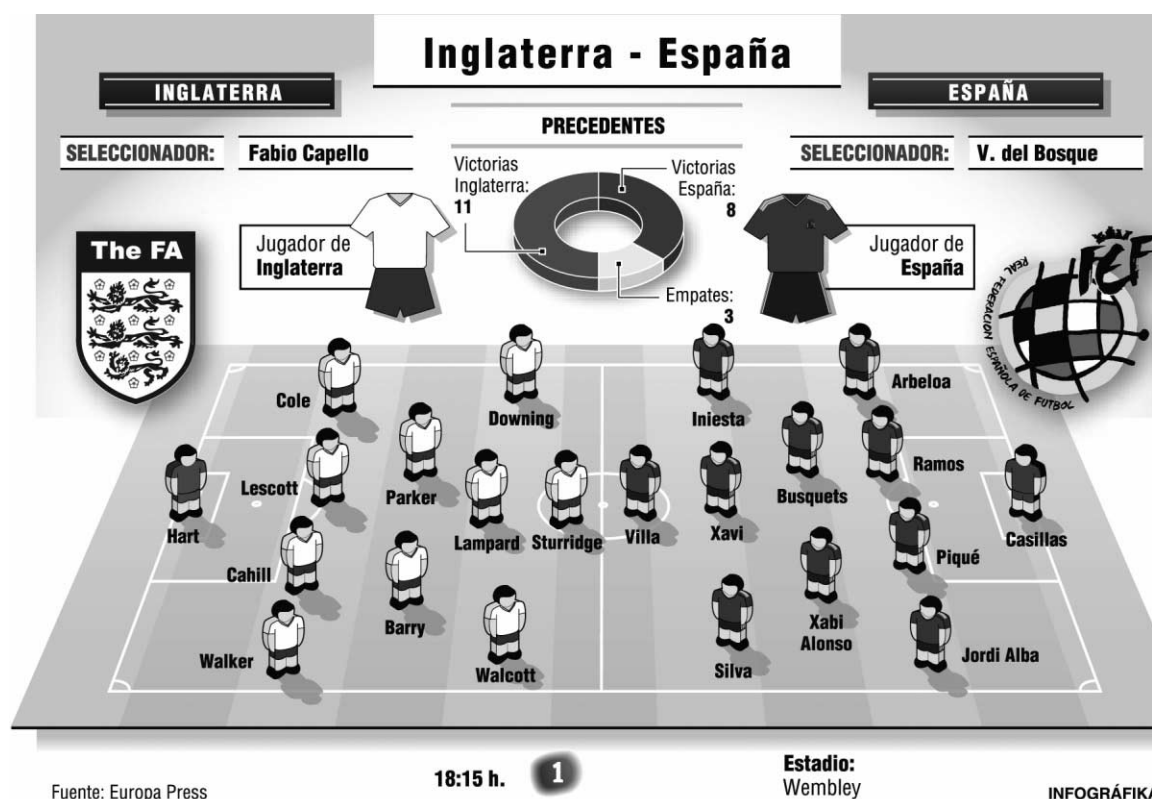 Inglaterra - España
INGLATERRA
ESPAÑA
SELECCIONADOR:
Fabio Capello
PRECEDENTES
SELECCIONADOR:
V. del Bosque
Victorias
Inglaterra:
11
Victorias
España:
8
Empates:
3
The FA
Jugador de
Inglaterra
Jugador de
España
REAL FEDERACION ESPAÑOLA DE FUTBOL
Cole
Downing
Iniesta
Arbeloa
Hart
Lescott
Parker
Lampard
Sturridge
Villa
Xavi
Busquets
Ramos
Casillas
Cahill
Piqué
Barry
Xabi
Alonso
Walker
Walcott
Silva
Jordi Alba
18:15 h.
1
Estadio:
Wembley
Fuente: Europa Press
INFOGRÁFIKA